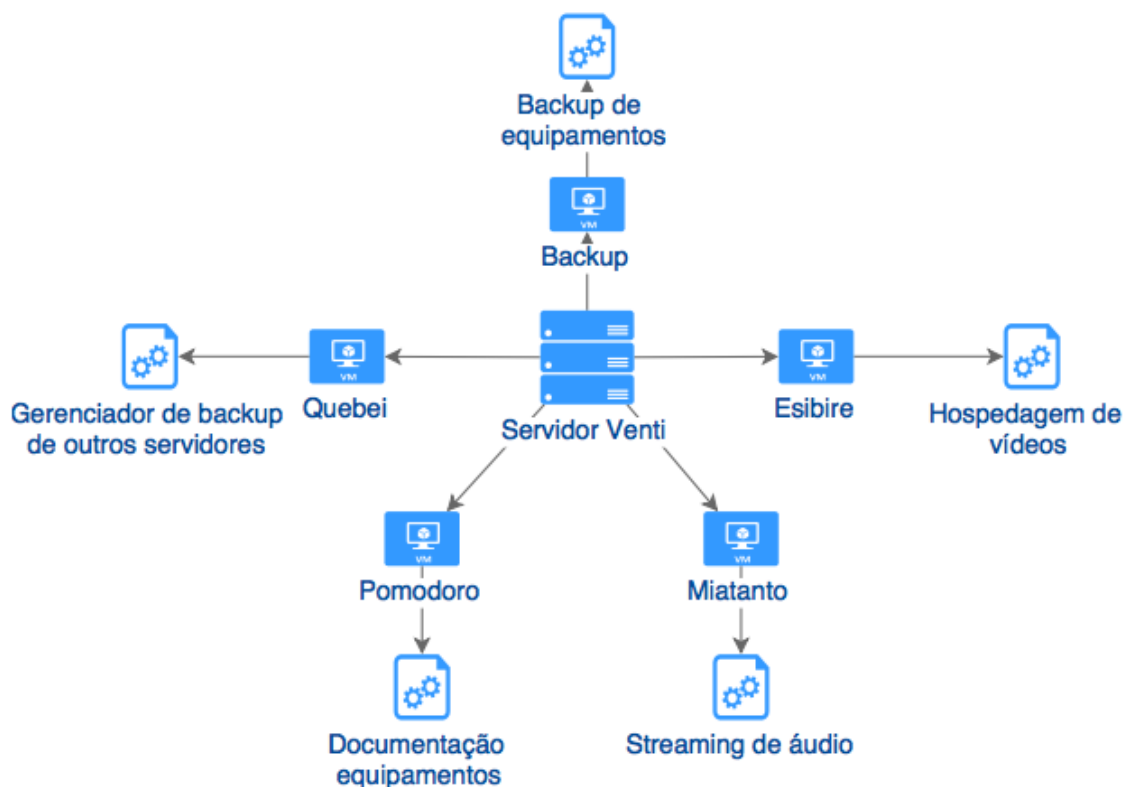 Backup de
equipamentos
VM
Backup
VM
Quebei
Gerenciador de backup
de outros servidores
Servidor Venti
VM
Esibire
Hospedagem de
vídeos
VM
Pomodoro
VM
Miatanto
Documentação
equipamentos
Streaming de áudio